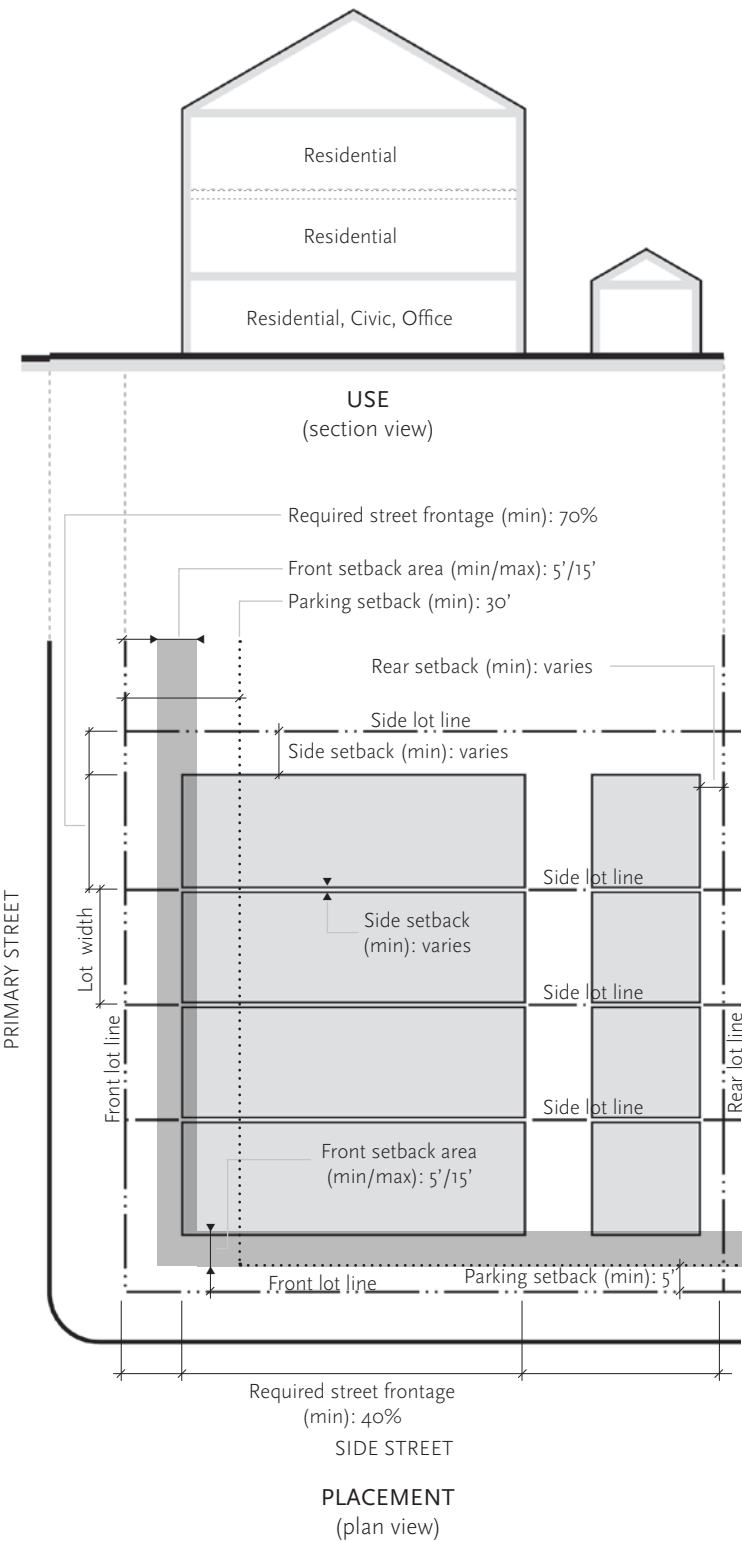 Residential
Residential
Residential, Civic, Office
USE
(section view)
Required street frontage (min): 70%
Front setback area (min/max): 5’/15’
Parking setback (min): 30’
Rear setback (min): varies
Side lot line
Side setback (min): varies
Side lot line
PRIMARY STREET
Lot width
Side setback
(min): varies
Side lot line
Front lot line
Rear lot line
Side lot line
Front setback area
(min/max): 5’/15’
Front lot line
Parking setback (min): 5’
Required street frontage
(min): 40%
SIDE STREET
PLACEMENT
(plan view)